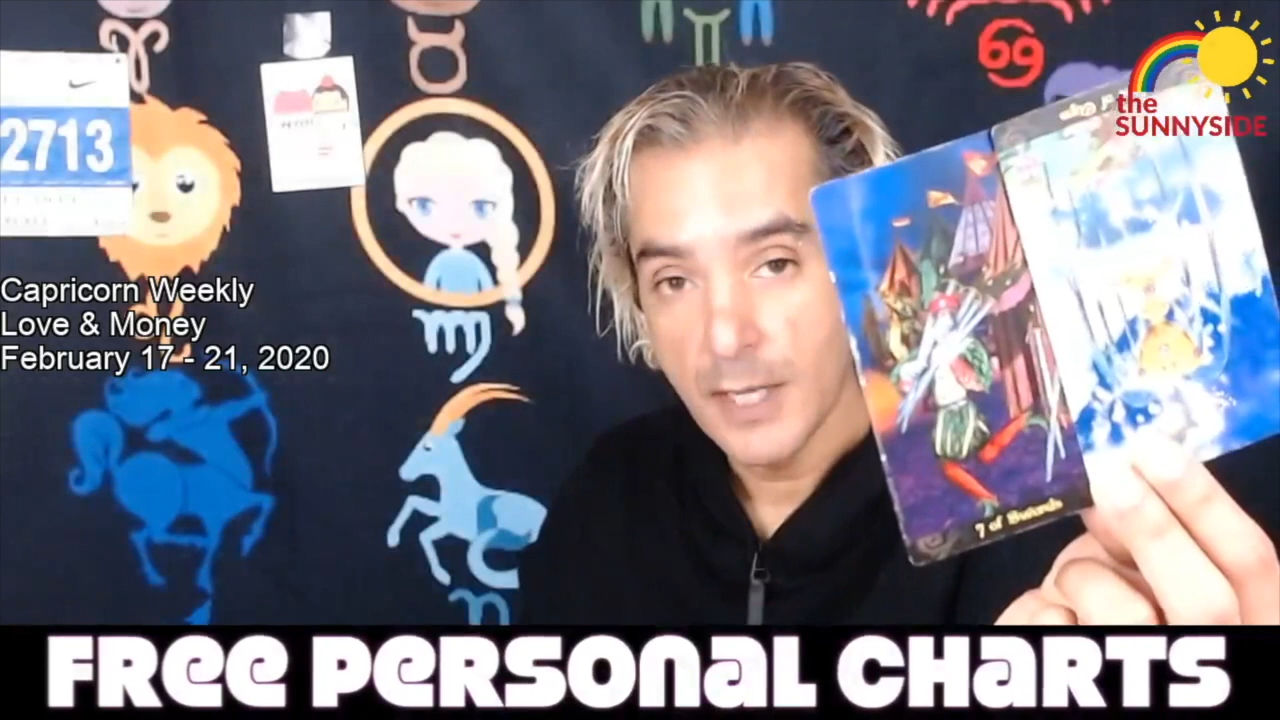 2713
the
SUNNYSIDE
Capricorn Weekly
Love & Money
February 17 - 21, 2020
7 of Swords
FREE PERSONAL CHARTS